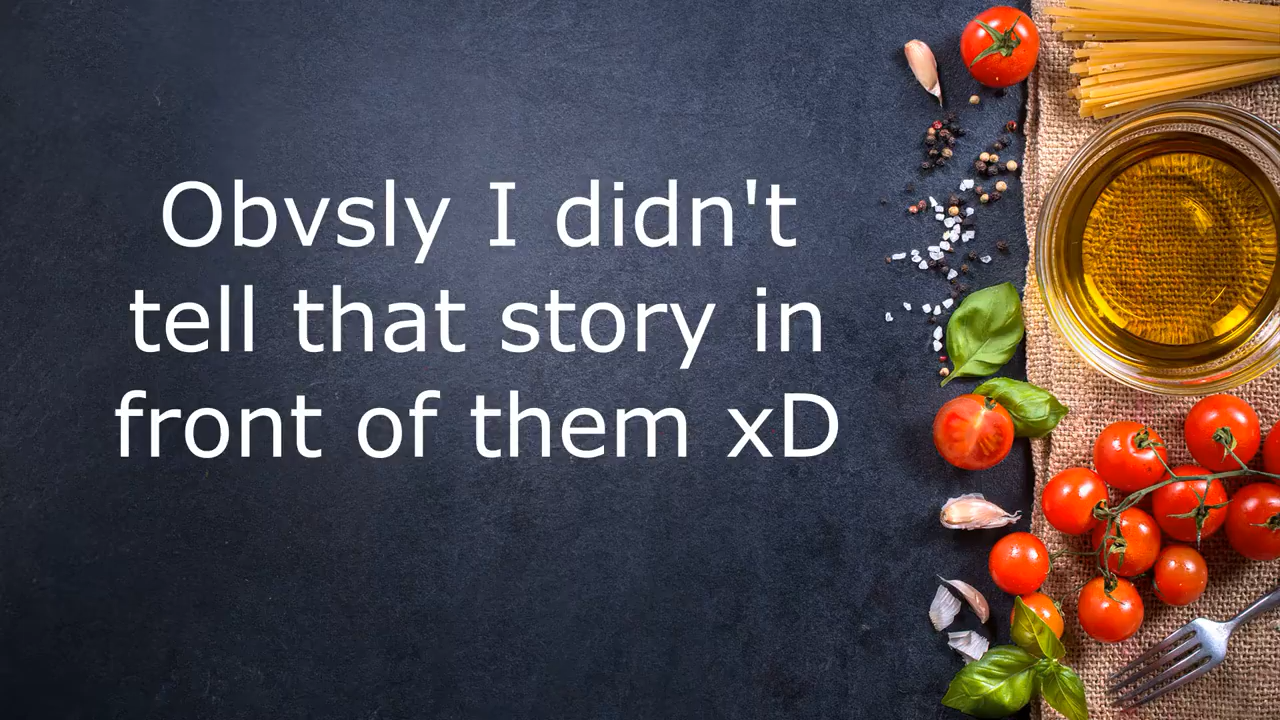 Obvsly I didn't
tell that story in
front of them xD